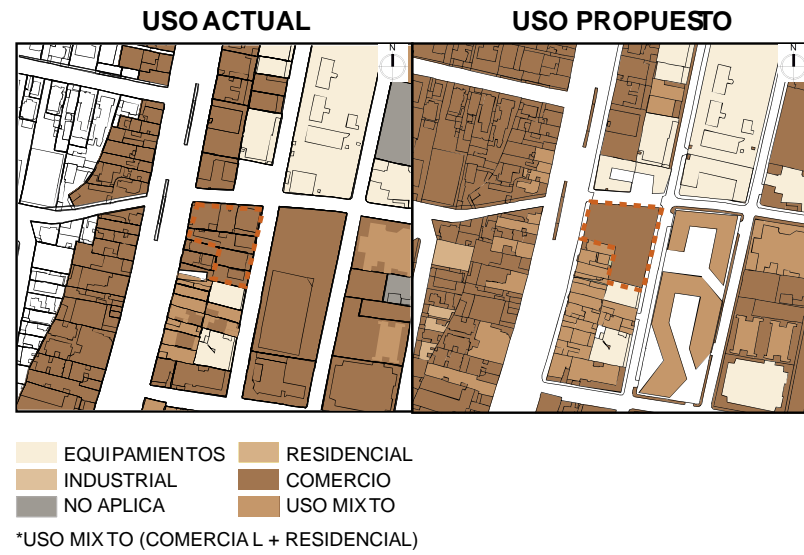 USO ACTUAL
USO PROPUESTO
N
N
EQUIPAMIENTOS
RESIDENCIAL
INDUSTRIAL
COMERCIO
NO APLICA
USO MIXTO
*USO MIXTO (COMERCIAL + RESIDENCIAL)